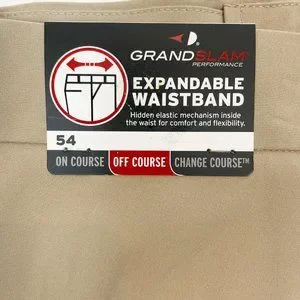 GRANDSLAM
PERFORMANCE
EXPANDABLE
WAISTBAND
Hidden elastic mechanism inside
the waist for comfort and flexibility.
54
ON COURSE OFF COURSE CHANGE COURSE™